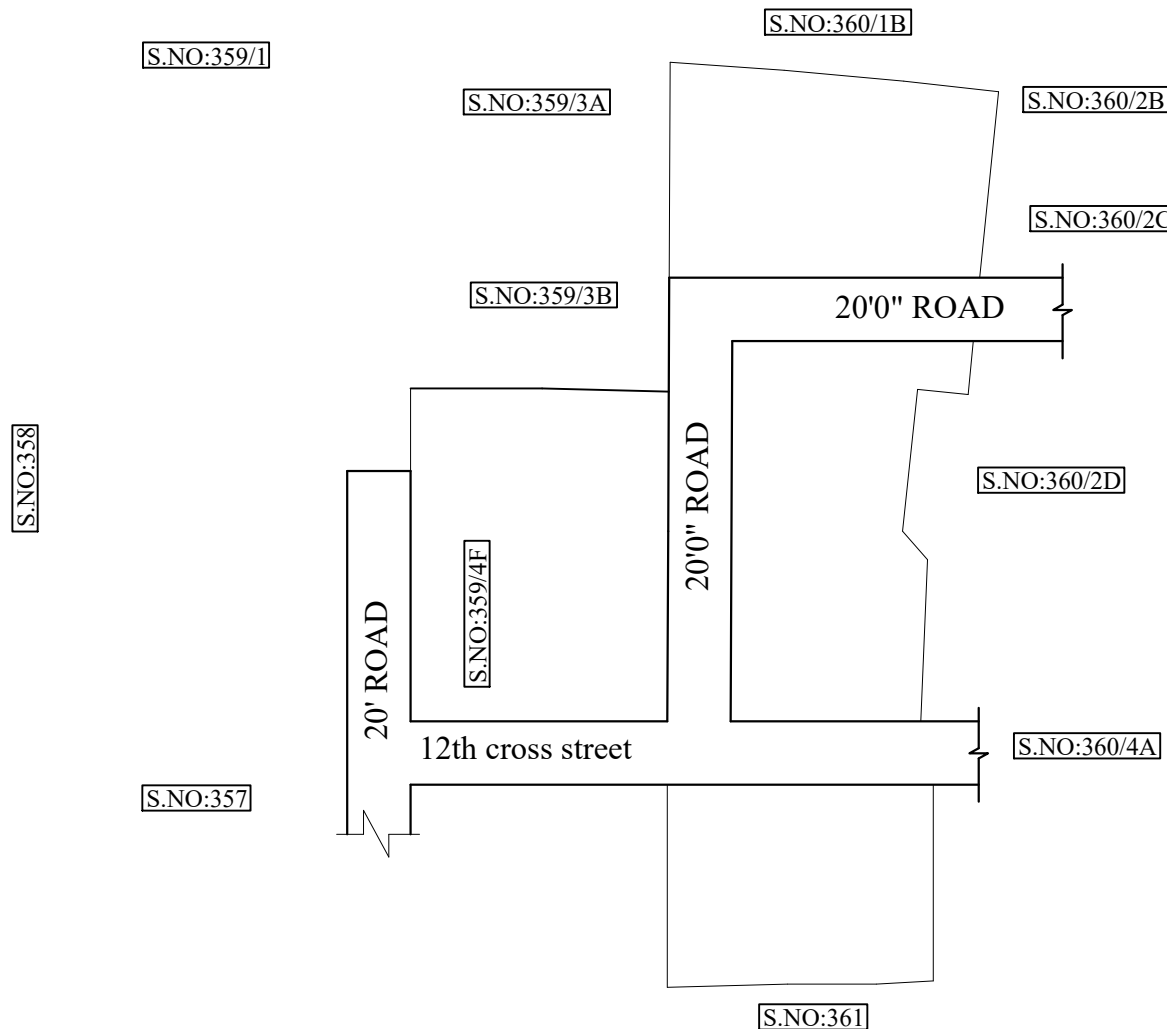 S.NO:360/1B
S.NO:359/1
S.NO:359/3A
S.NO:360/2B
S.NO:360/2C
S.NO:359/3B
20'0" ROAD
S.NO:358
20'0" ROAD
S.NO:360/2D
S.NO:359/4F
20' ROAD
12th cross street
S.NO:360/4A
S.NO:357
S.NO:361